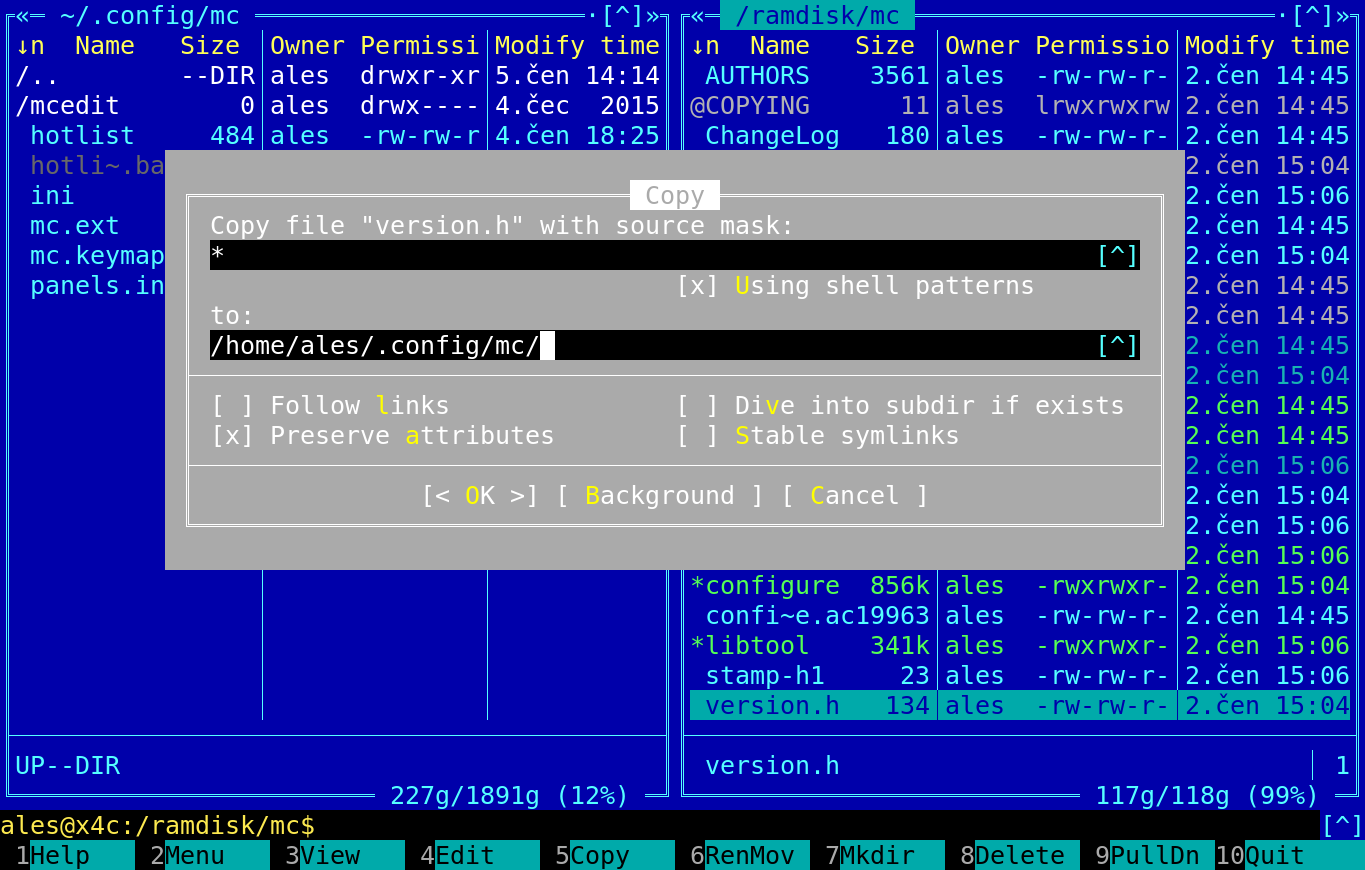 «═ ~/.config/mc ═·[^]»
«═ /ramdisk/mc ═·[^]»
↓n Name Size Owner Permissi Modify time
↓n Name Size Owner Permissio Modify time
/.. --DIR ales drwxr-xr 5.čen 14:14
AUTHORS 3561 ales -rw-rw-r- 2.čen 14:45
/mcedit 0 ales drwx---- 4.čec 2015
@COPYING 11 ales lrwxrwxrw 2.čen 14:45
hotlist 484 ales -rw-rw-r 4.čen 18:25
ChangeLog 180 ales -rw-rw-r- 2.čen 14:45
hotli~.ba
2.čen 15:04
ini
2.čen 15:06
mc.ext
2.čen 14:45
mc.keymap
2.čen 15:04
panels.in
2.čen 14:45
2.čen 14:45
2.čen 14:45
2.čen 15:04
2.čen 14:45
2.čen 14:45
2.čen 15:06
2.čen 15:04
2.čen 15:06
2.čen 15:06
Copy
Copy file "version.h" with source mask:
* [^]
[x] Using shell patterns
to:
/home/ales/.config/mc/ [^]
[ ] Follow links [ ] Dive into subdir if exists
[x] Preserve attributes [ ] Stable symlinks
[< OK >] [ Background ] [ Cancel ]
*configure 856k ales -rwxrwxr- 2.čen 15:04
confi~e.ac19963 ales -rw-rw-r- 2.čen 14:45
*libtool 341k ales -rwxrwxr- 2.čen 15:06
stamp-h1 23 ales -rw-rw-r- 2.čen 15:06
version.h 134 ales -rw-rw-r- 2.čen 15:04
UP--DIR
version.h 1
227g/1891g (12%)
117g/118g (99%)
ales@x4c:/ramdisk/mc$ [^]
1Help 2Menu 3View 4Edit 5Copy 6RenMov 7Mkdir 8Delete 9PullDn 10Quit